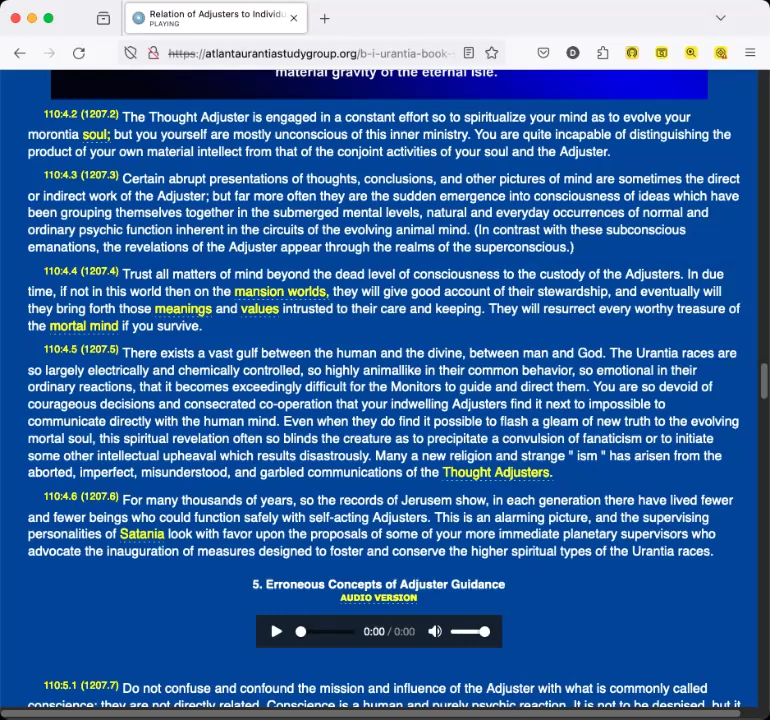 Relation of Adjusters to Individu
PLAYING
https://atlantaurantiastudygroup.org/b-i-urantia-book-
material gravity of the eternal Isle.
110:4.2 (1207.2) The Thought Adjuster is engaged in a constant effort so to spiritualize your mind as to evolve your
morontia soul; but you yourself are mostly unconscious of this inner ministry. You are quite incapable of distinguishing the
product of your own material intellect from that of the conjoint activities of your soul and the Adjuster.
110:4.3 (1207.3) Certain abrupt presentations of thoughts, conclusions, and other pictures of mind are sometimes the direct
or indirect work of the Adjuster; but far more often they are the sudden emergence into consciousness of ideas which have
been grouping themselves together in the submerged mental levels, natural and everyday occurrences of normal and
ordinary psychic function inherent in the circuits of the evolving animal mind. (In contrast with these subconscious
emanations, the revelations of the Adjuster appear through the realms of the superconscious.)
110:4.4 (1207.4) Trust all matters of mind beyond the dead level of consciousness to the custody of the Adjusters. In due
time, if not in this world then on the mansion worlds, they will give good account of their stewardship, and eventually will
they bring forth those meanings and values intrusted to their care and keeping. They will resurrect every worthy treasure of
the mortal mind if you survive.
110:4.5 (1207.5) There exists a vast gulf between the human and the divine, between man and God. The Urantia races are
so largely electrically and chemically controlled, so highly animallike in their common behavior, so emotional in their
ordinary reactions, that it becomes exceedingly difficult for the Monitors to guide and direct them. You are so devoid of
courageous decisions and consecrated co-operation that your indwelling Adjusters find it next to impossible to
communicate directly with the human mind. Even when they do find it possible to flash a gleam of new truth to the evolving
mortal soul, this spiritual revelation often so blinds the creature as to precipitate a convulsion of fanaticism or to initiate
some other intellectual upheaval which results disastrously. Many a new religion and strange " ism " has arisen from the
aborted, imperfect, misunderstood, and garbled communications of the Thought Adjusters.
110:4.6 (1207.6) For many thousands of years, so the records of Jerusem show, in each generation there have lived fewer
and fewer beings who could function safely with self-acting Adjusters. This is an alarming picture, and the supervising
personalities of Satania look with favor upon the proposals of some of your more immediate planetary supervisors who
advocate the inauguration of measures designed to foster and conserve the higher spiritual types of the Urantia races.
5. Erroneous Concepts of Adjuster Guidance
AUDIO VERSION
0:00 / 0:00
110:5.1 (1207.7) Do not confuse and confound the mission and influence of the Adjuster with what is commonly called
conscience; they are not directly related. Conscience is a human and purely psychic reaction. It is not to be despised, but it